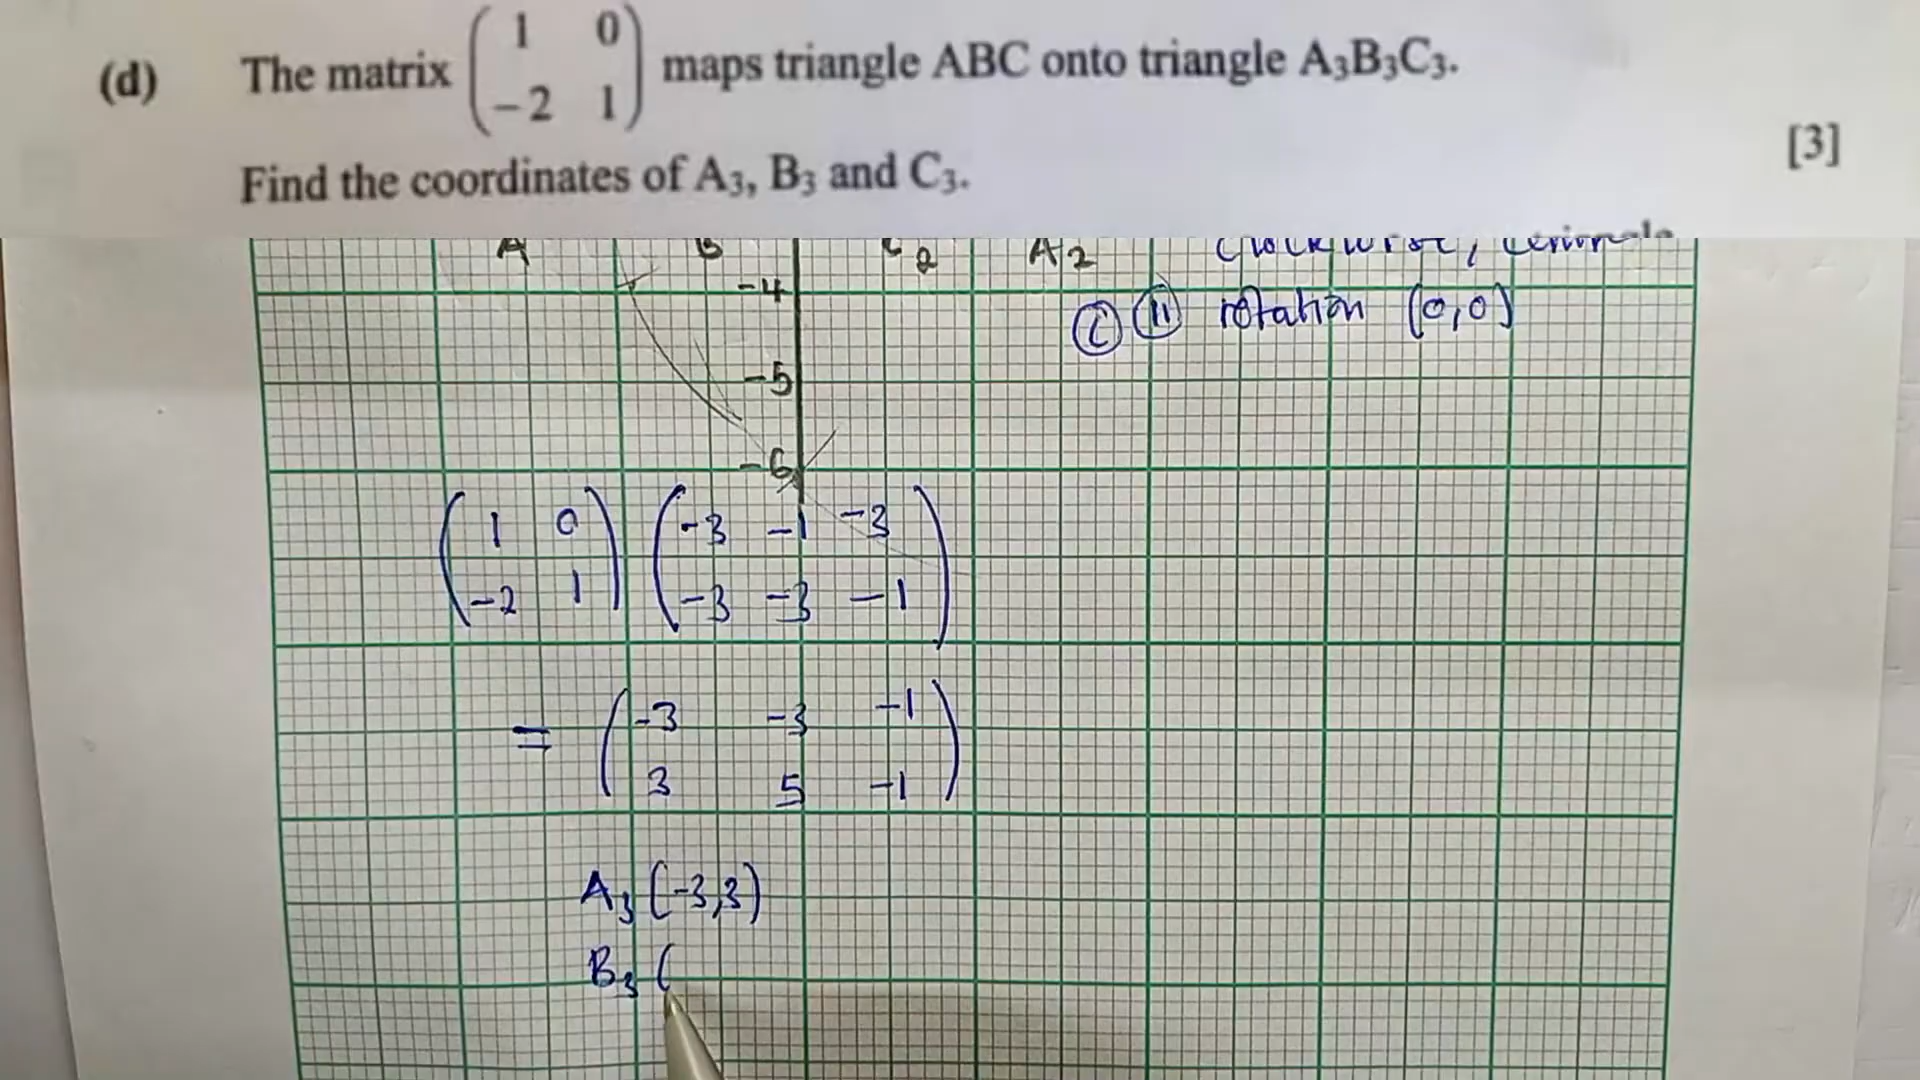 (d) The matrix ( 1 0 ) maps triangle ABC onto triangle A₃B₃C₃.
( −2 1 )
[3]
Find the coordinates of A₃, B₃ and C₃.
A B C₂ A₂ clockwise,
-4
C (ii) rotation (0,0)
-5
-6
( 1 0 ) ( -3 -1 -3 )
( -2 1 ) ( -3 -3 -1 )
= ( -3 -3 -1 )
( 3 5 -1 )
A₃ (-3,3)
B₃ (